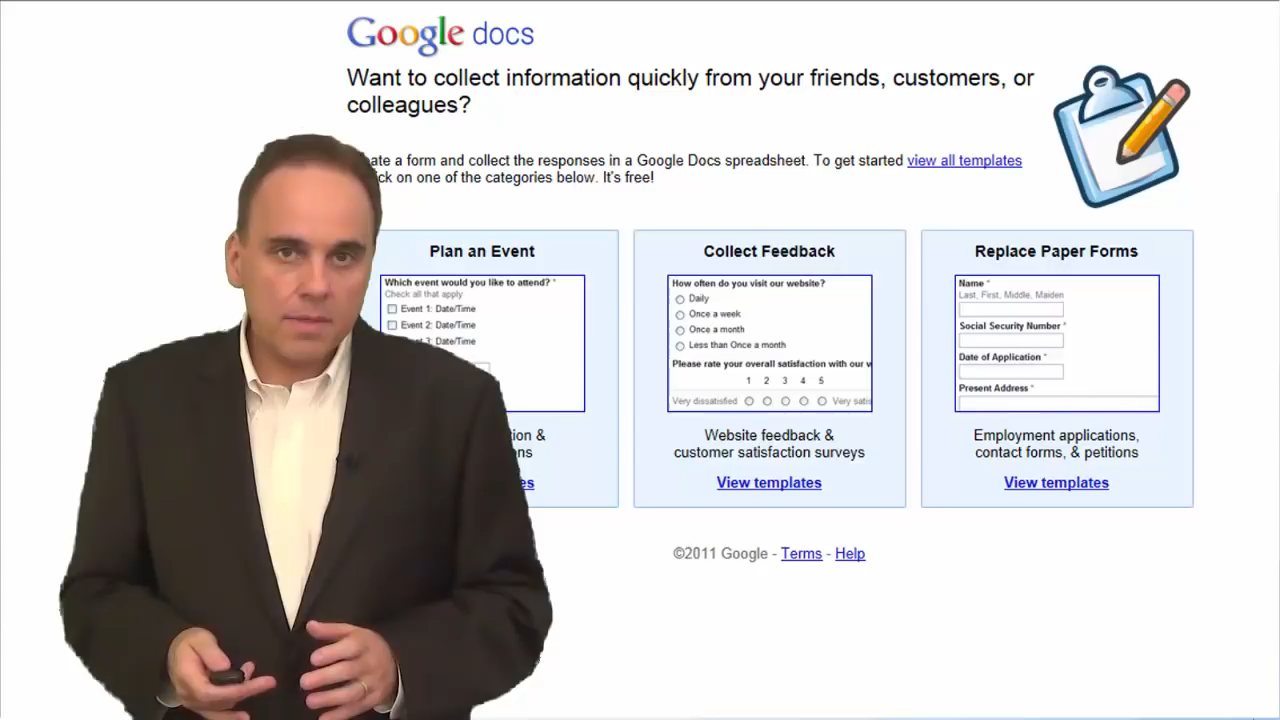 Google docs
Want to collect information quickly from your friends, customers, or
colleagues?
a form and collect the responses in a Google Docs spreadsheet. To get started view all templates
on one of the categories below. It's free!
Plan an Event
Which event would you like to attend? *
Check all that apply
Event 1: Date/Time
Event 2: Date/Time
3: Date/Time
&
Collect Feedback
How often do you visit our website?
Daily
Once a week
Once a month
Less than Once a month
Please rate your overall satisfaction with our
1 2 3 4 5
Very dissatisfied Very
Website feedback &
customer satisfaction surveys
View templates
Replace Paper Forms
Name *
Last, First, Middle, Maiden
Social Security Number *
Date of Application *
Present Address *
Employment applications,
contact forms, & petitions
View templates
©2011 Google - Terms - Help